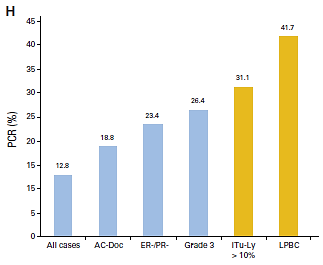 H
PCR (%)
45
40
35
30
25
20
15
10
5
0
12.8
18.8
23.4
26.4
31.1
41.7
All cases
AC-Doc
ER-/PR-
Grade 3
ITu-Ly
> 10%
LPBC